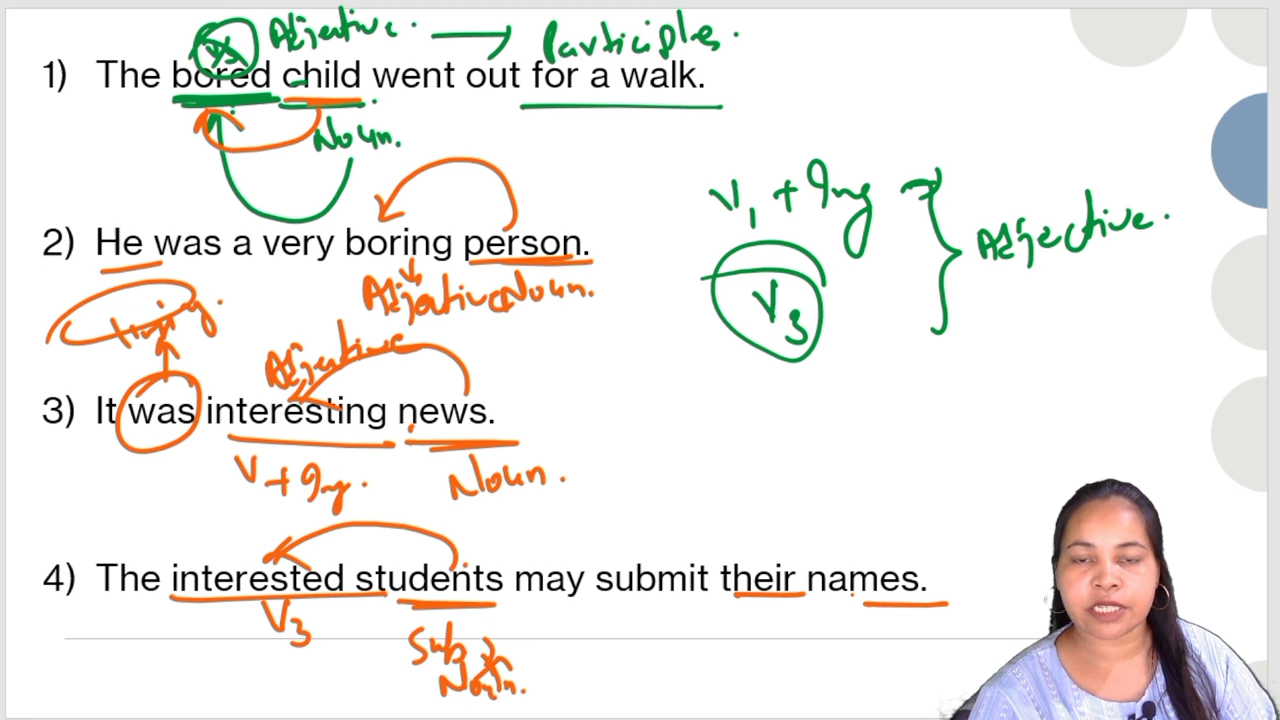 V3 Adjective. → Participles.
1) The bored child went out for a walk.
Noun.
V1 + Ing
Adjective.
2) He was a very boring person.
Adjective Noun.
V3
Adjective
3) It was interesting news.
V + Ing.
Noun.
4) The interested students may submit their names.
V3
Sub
Noun.